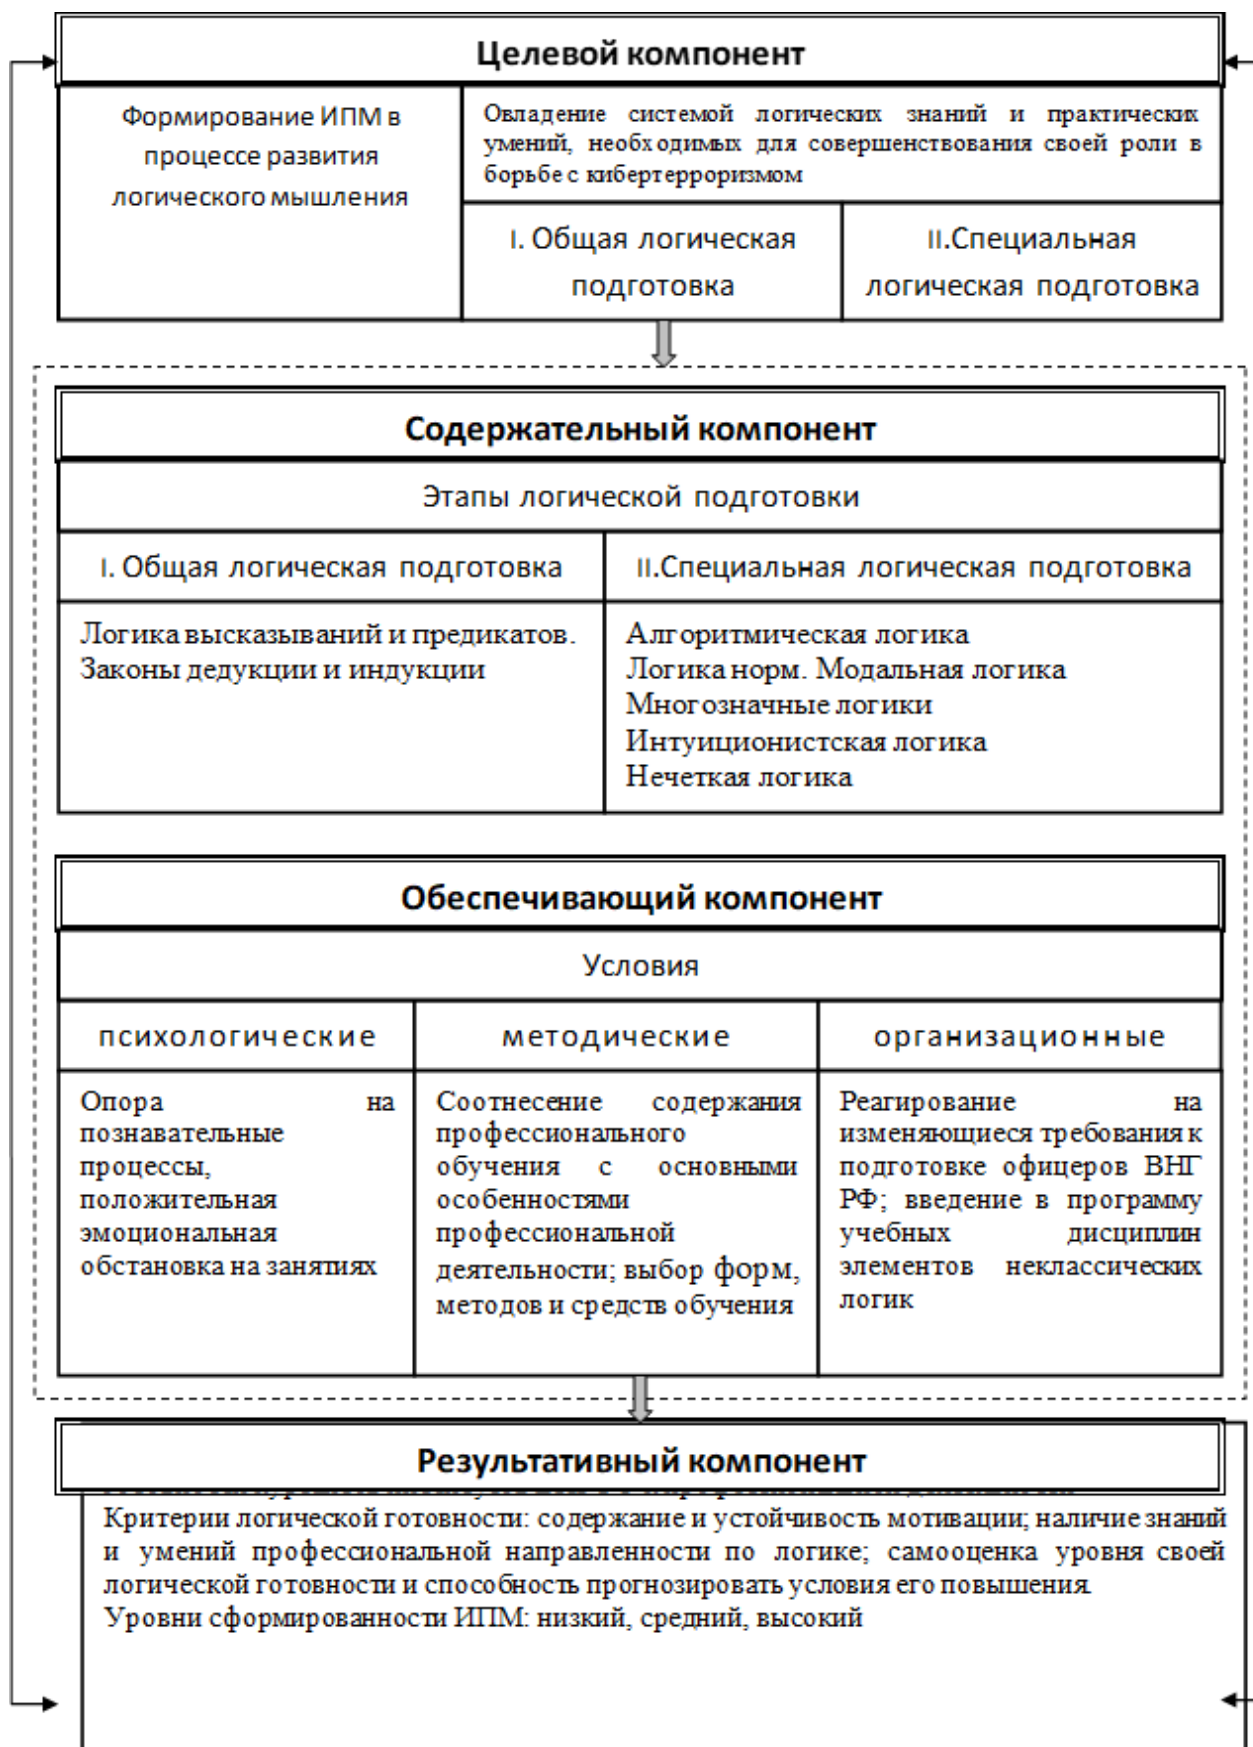 Целевой компонент
Формирование ИПМ в
процессе развития
логического мышления
Овладение системой логических знаний и практических
умений, необходимых для совершенствования своей роли в
борьбе с кибертерроризмом
I. Общая логическая
подготовка
II.Специальная
логическая подготовка
Содержательный компонент
Этапы логической подготовки
I. Общая логическая подготовка
II.Специальная логическая подготовка
Логика высказываний и предикатов.
Законы дедукции и индукции
Алгоритмическая логика
Логика норм. Модальная логика
Многозначные логики
Интуиционистская логика
Нечеткая логика
Обеспечивающий компонент
Условия
психологические
методические
организационные
Опора на
познавательные
процессы,
положительная
эмоциональная
обстановка на занятиях
Соотнесение содержания
профессионального
обучения с основными
особенностями
профессиональной
деятельности; выбор форм,
методов и средств обучения
Реагирование на
изменяющиеся требования к
подготовке офицеров ВНГ
РФ; введение в программу
учебных дисциплин
элементов неклассических
логик
Результативный компонент
Критерии логической готовности: содержание и устойчивость мотивации; наличие знаний
и умений профессиональной направленности по логике; самооценка уровня своей
логической готовности и способность прогнозировать условия его повышения.
Уровни сформированности ИПМ: низкий, средний, высокий